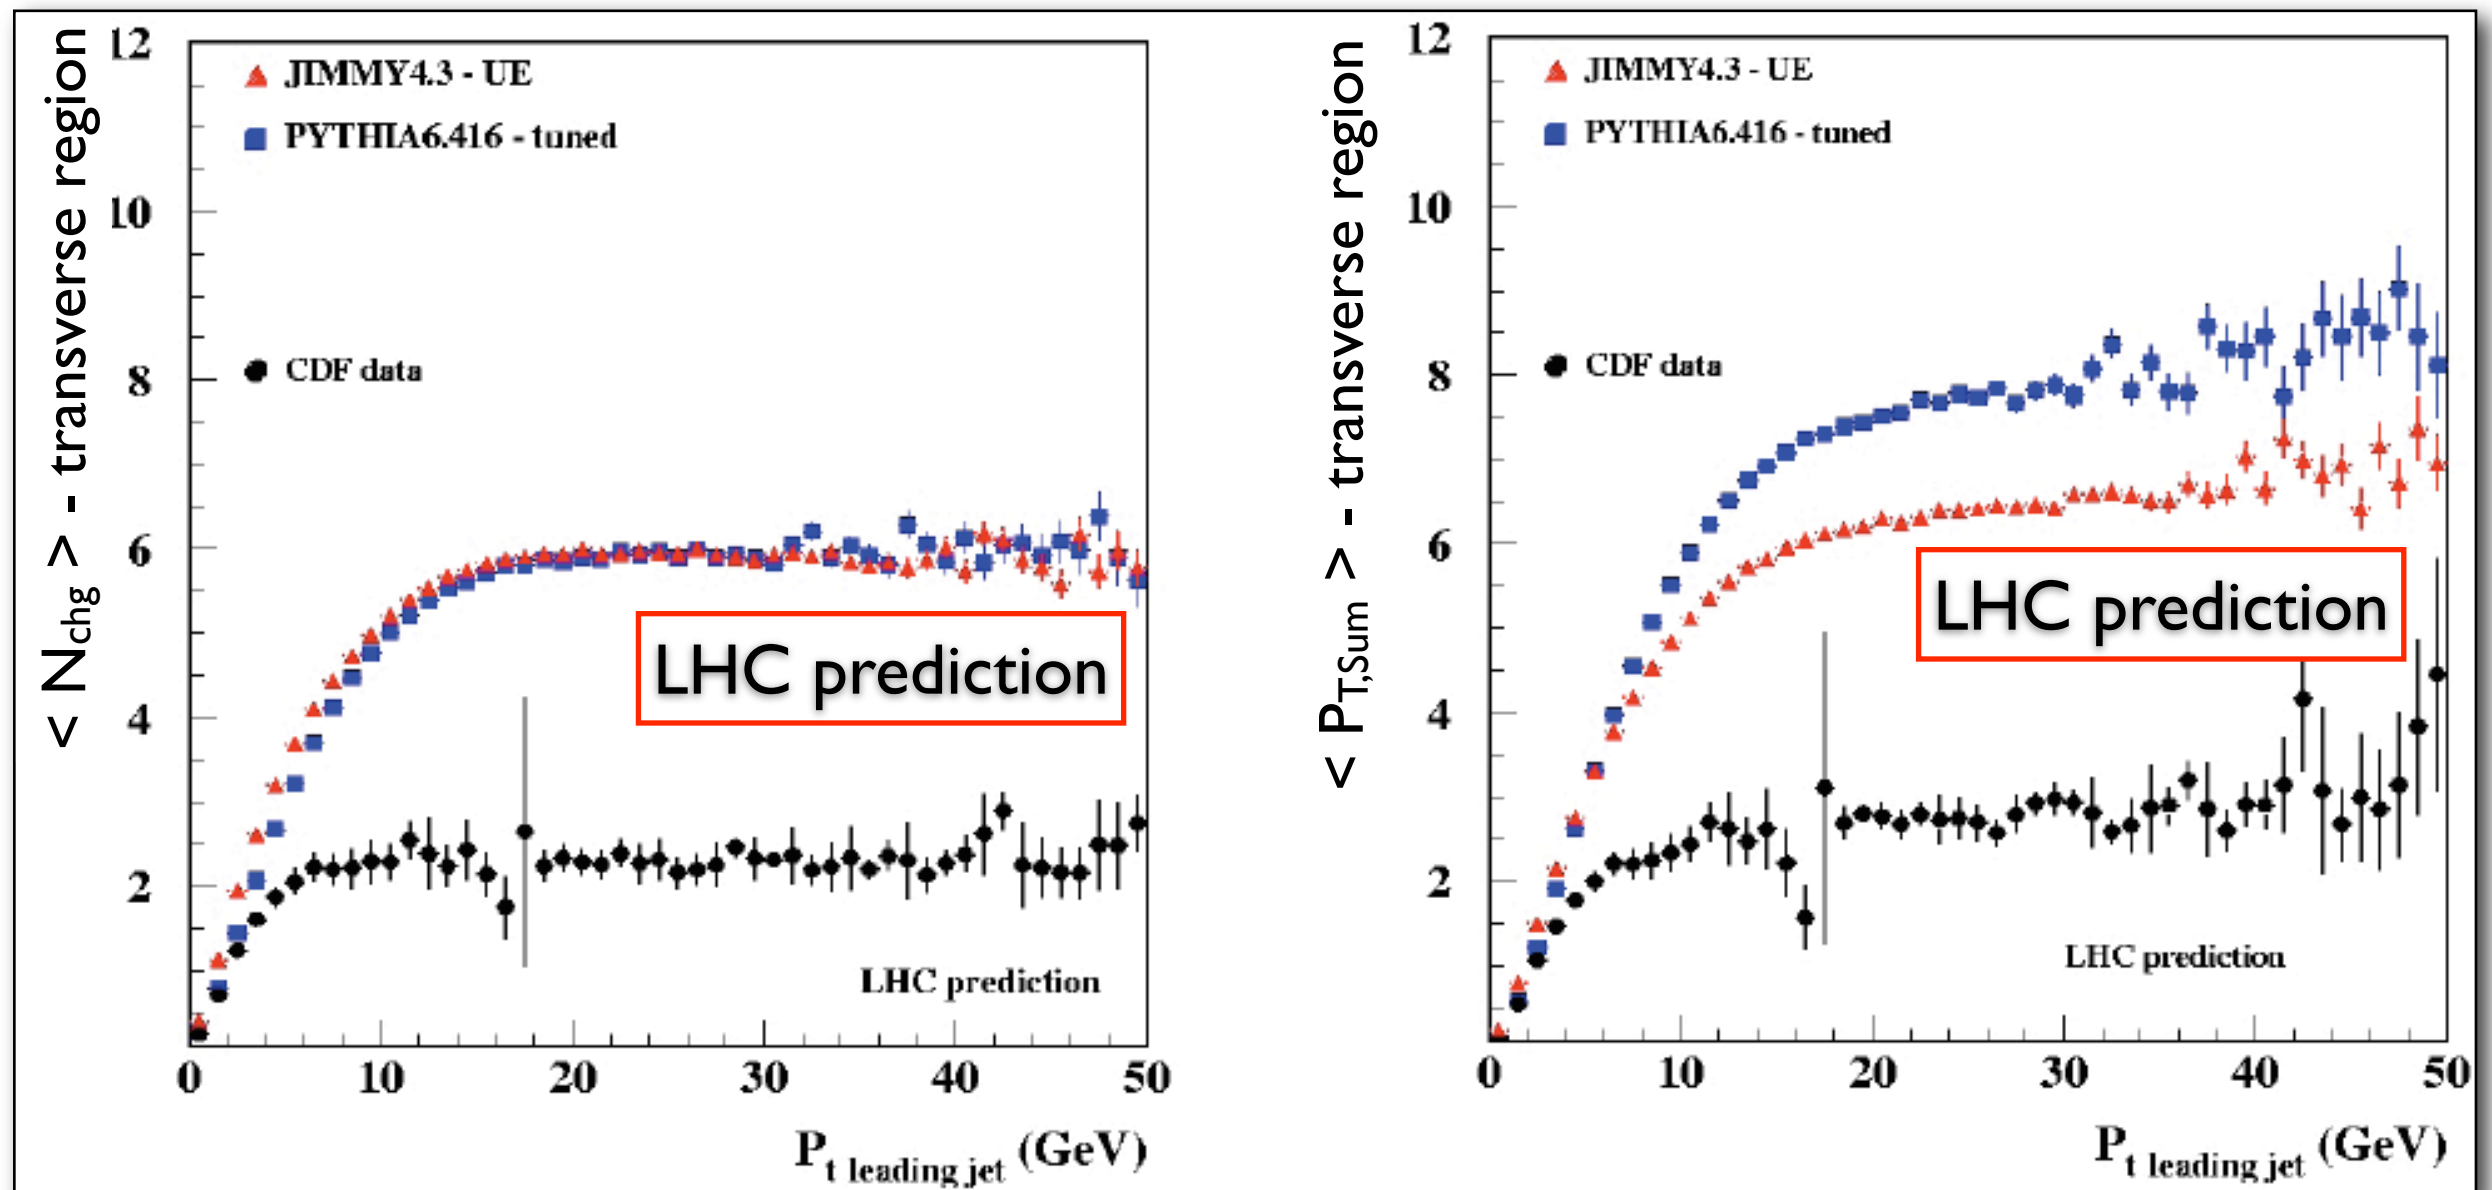 < Nchg > - transverse region
12
10
8
6
4
2
JIMMY4.3 - UE
PYTHIA6.416 - tuned
CDF data
LHC prediction
LHC prediction
0 10 20 30 40 50
Pt leading jet (GeV)
< PT,Sum > - transverse region
12
10
8
6
4
2
JIMMY4.3 - UE
PYTHIA6.416 - tuned
CDF data
LHC prediction
LHC prediction
0 10 20 30 40 50
Pt leading jet (GeV)